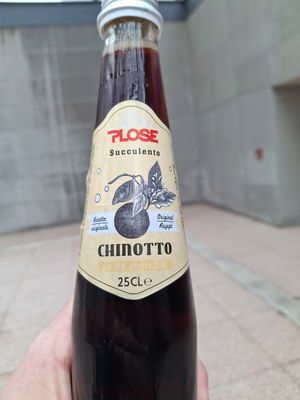 PLOSE
Succulento
Ricetta
originale
Original
Rezept
CHINOTTO
25CL e